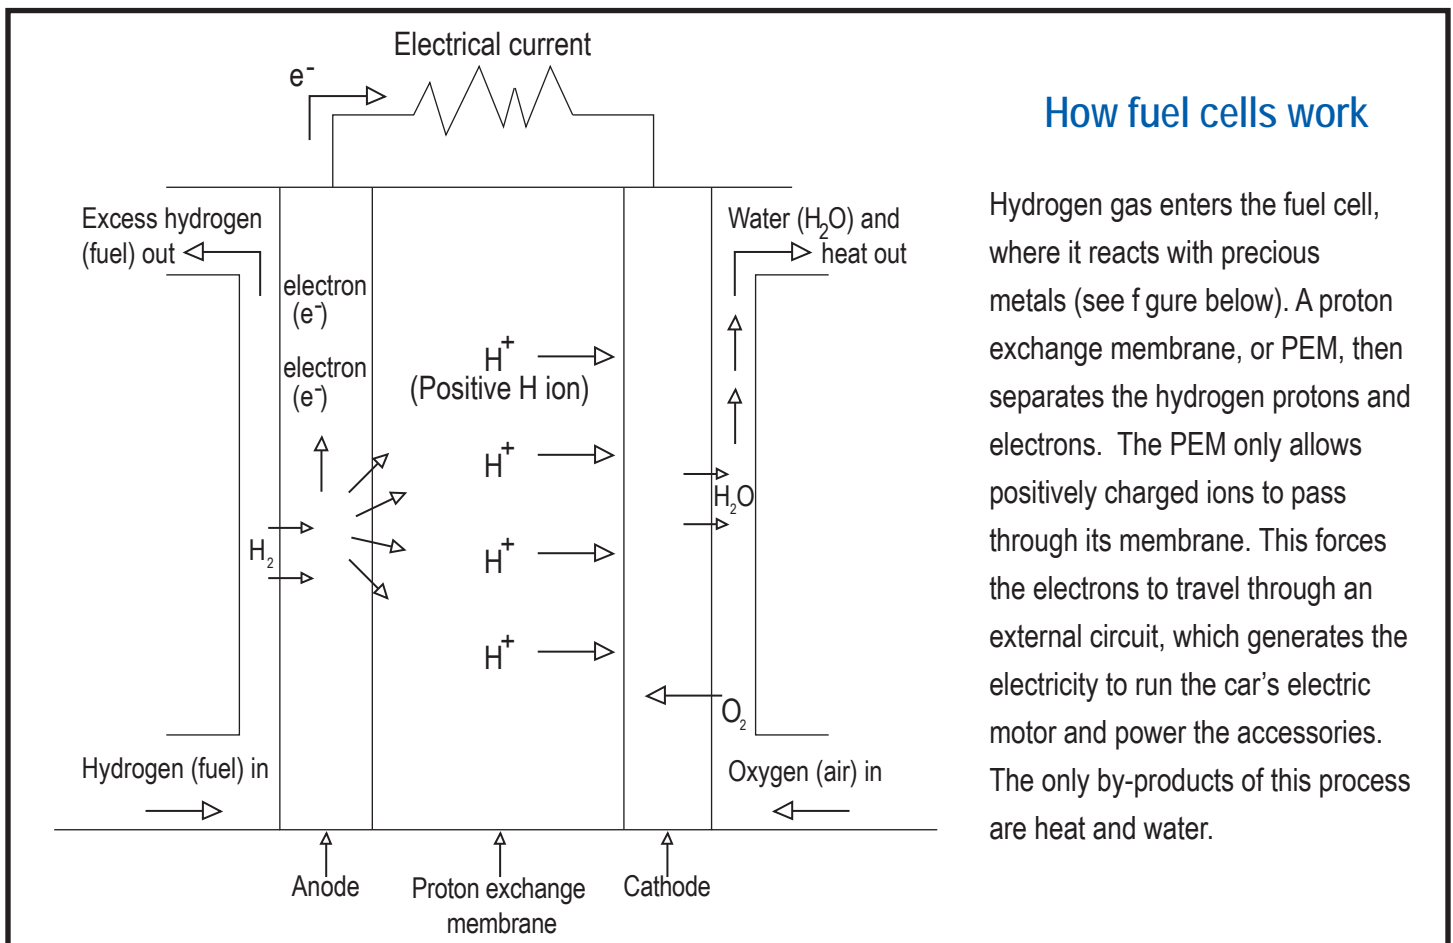 Electrical current
e⁻
How fuel cells work
Hydrogen gas enters the fuel cell,
where it reacts with precious
metals (see f gure below). A proton
exchange membrane, or PEM, then
separates the hydrogen protons and
electrons. The PEM only allows
positively charged ions to pass
through its membrane. This forces
the electrons to travel through an
external circuit, which generates the
electricity to run the car's electric
motor and power the accessories.
The only by-products of this process
are heat and water.
Excess hydrogen
(fuel) out
Water (H₂O) and
heat out
electron
(e⁻)
electron
(e⁻)
H⁺
(Positive H ion)
H⁺
H⁺
H⁺
H₂
H₂O
O₂
Hydrogen (fuel) in
Oxygen (air) in
Anode
Proton exchange
membrane
Cathode